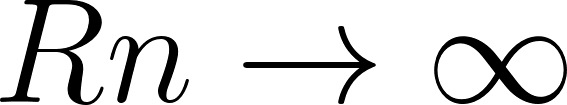 Rn → ∞